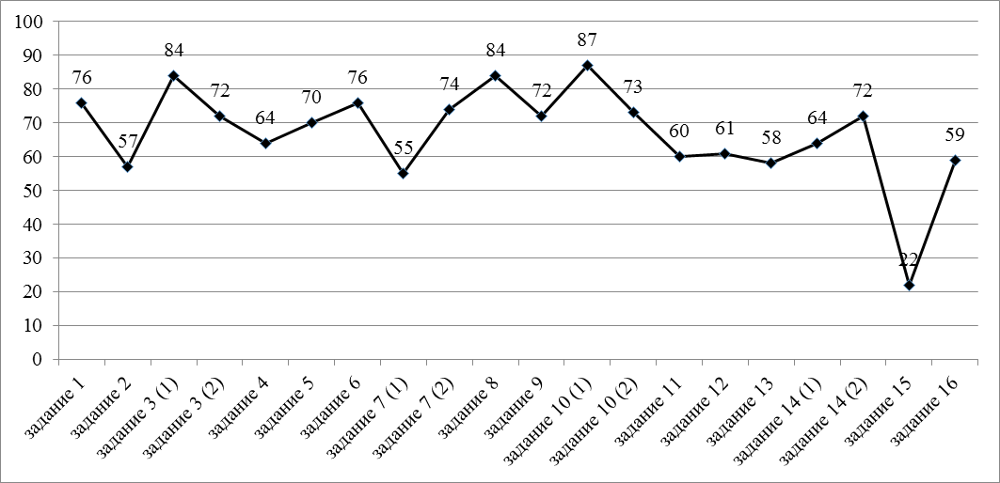 100
90
80
70
60
50
40
30
20
10
0
76
57
84
72
64
70
76
55
74
84
72
87
73
60
61
58
64
72
22
59
задание 1
задание 2
задание 3 (1)
задание 3 (2)
задание 4
задание 5
задание 6
задание 7 (1)
задание 7 (2)
задание 8
задание 9
задание 10 (1)
задание 10 (2)
задание 11
задание 12
задание 13
задание 14 (1)
задание 14 (2)
задание 15
задание 16